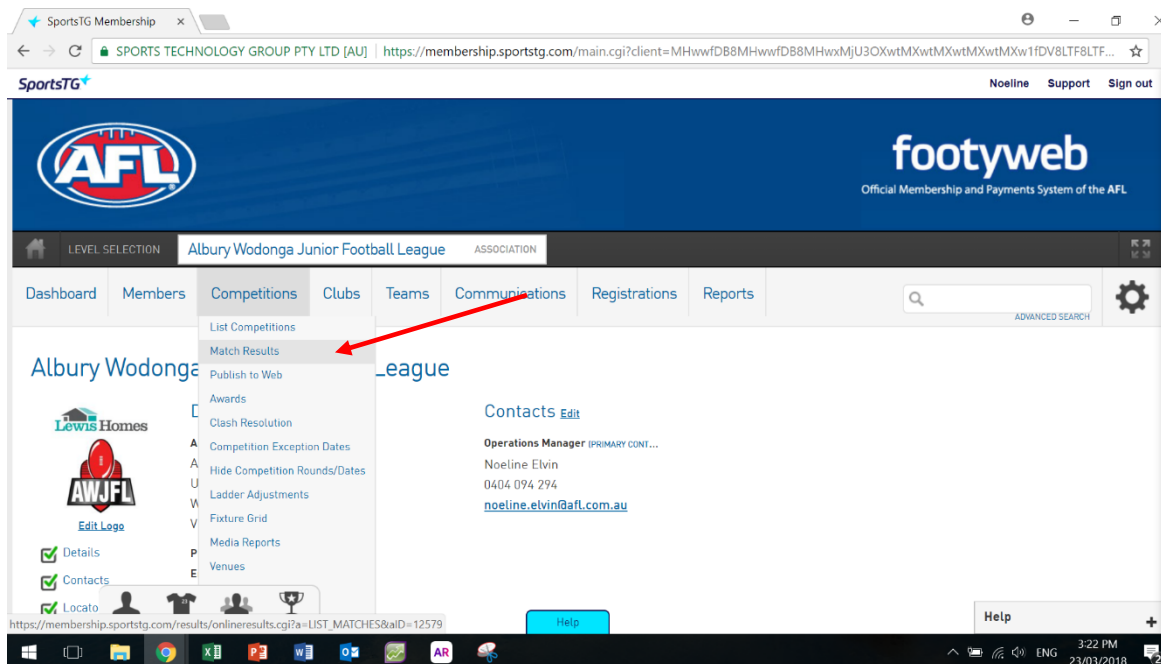 SportsTG Membership ×
SPORTS TECHNOLOGY GROUP PTY LTD [AU] | https://membership.sportstg.com/main.cgi?client=MHwwfDB8MHwwfDB8MHwxMjU3OXwtMXwtMXwtMXwtMXw1fDV8LTF8LTF...
SportsTG
Noeline Support Sign out
AFL
footyweb
Official Membership and Payments System of the AFL
LEVEL SELECTION Albury Wodonga Junior Football League ASSOCIATION
Dashboard Members Competitions Clubs Teams Communications Registrations Reports
ADVANCED SEARCH
List Competitions
Match Results
Publish to Web
Awards
Clash Resolution
Competition Exception Dates
Hide Competition Rounds/Dates
Ladder Adjustments
Fixture Grid
Media Reports
Venues
Albury Wodonga League
Lewis Homes
AWJFL
Edit Logo
Details
Contacts
Locato
D
A
A
U
W
V
P
E
Contacts Edit
Operations Manager (PRIMARY CONT...
Noeline Elvin
0404 094 294
noeline.elvin@afl.com.au
https://membership.sportstg.com/results/onlineresults.cgi?a=LIST_MATCHES&aID=12579
Help
Help +
AR
ENG
3:22 PM
23/03/2018
2